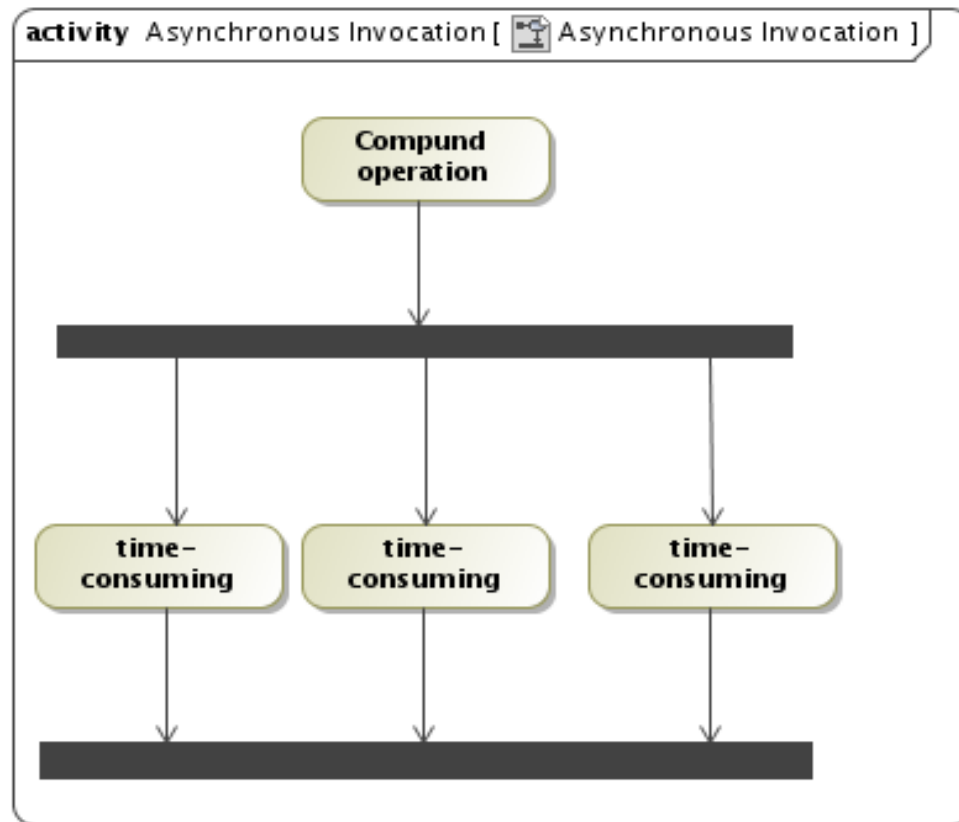 activity Asynchronous Invocation [ Asynchronous Invocation ]
Compund
operation
time-
consuming
time-
consuming
time-
consuming